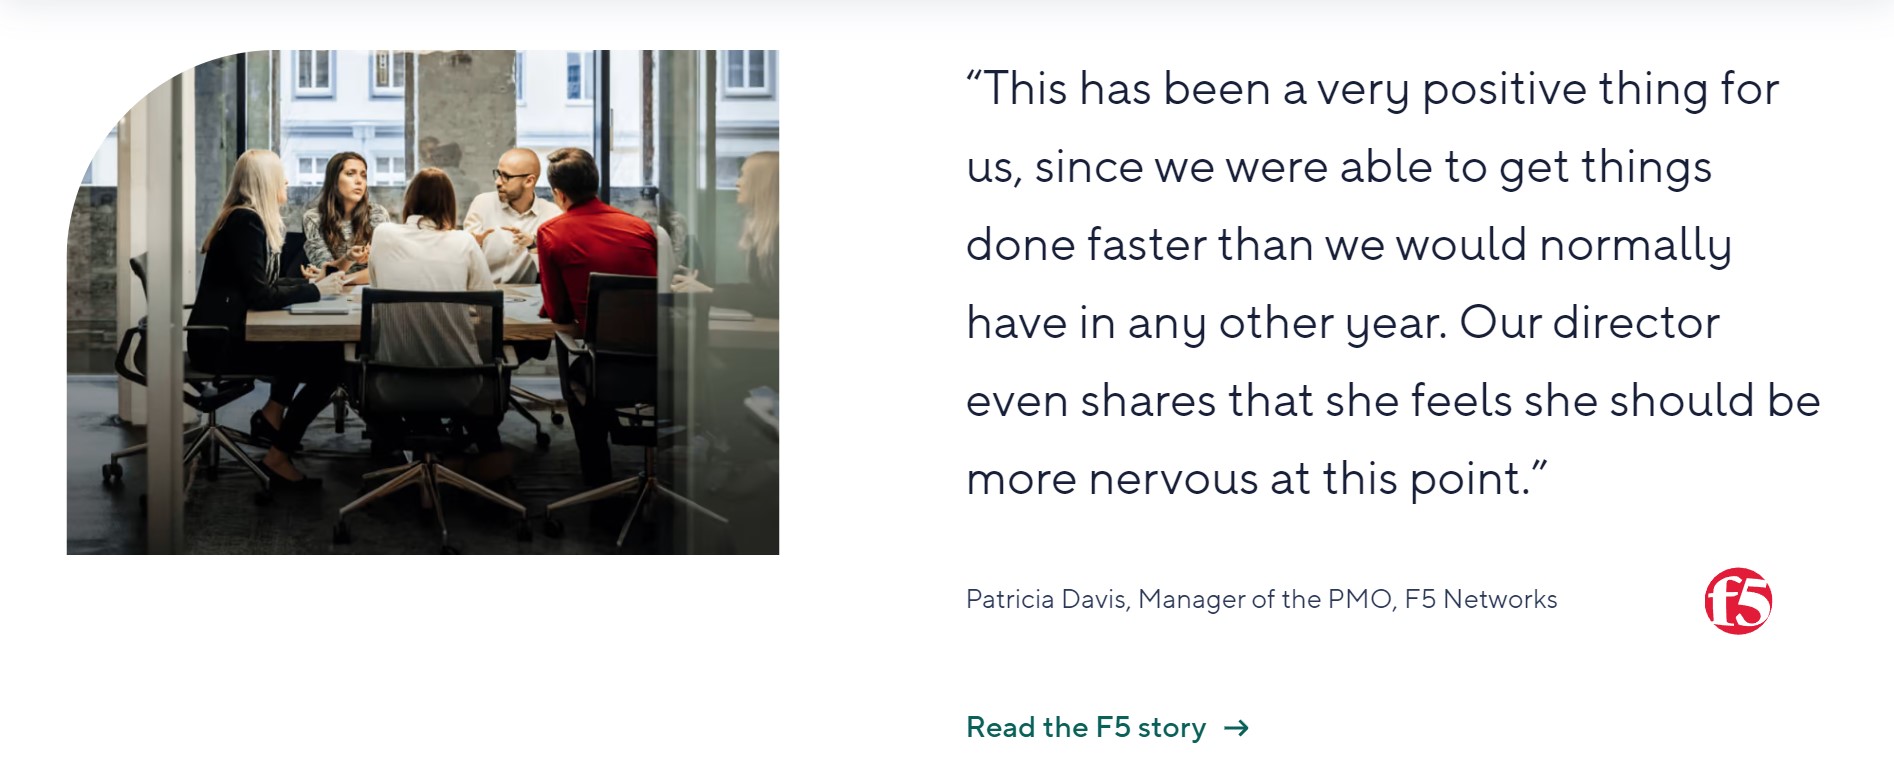 “This has been a very positive thing for
us, since we were able to get things
done faster than we would normally
have in any other year. Our director
even shares that she feels she should be
more nervous at this point.”
Patricia Davis, Manager of the PMO, F5 Networks
f5
Read the F5 story →